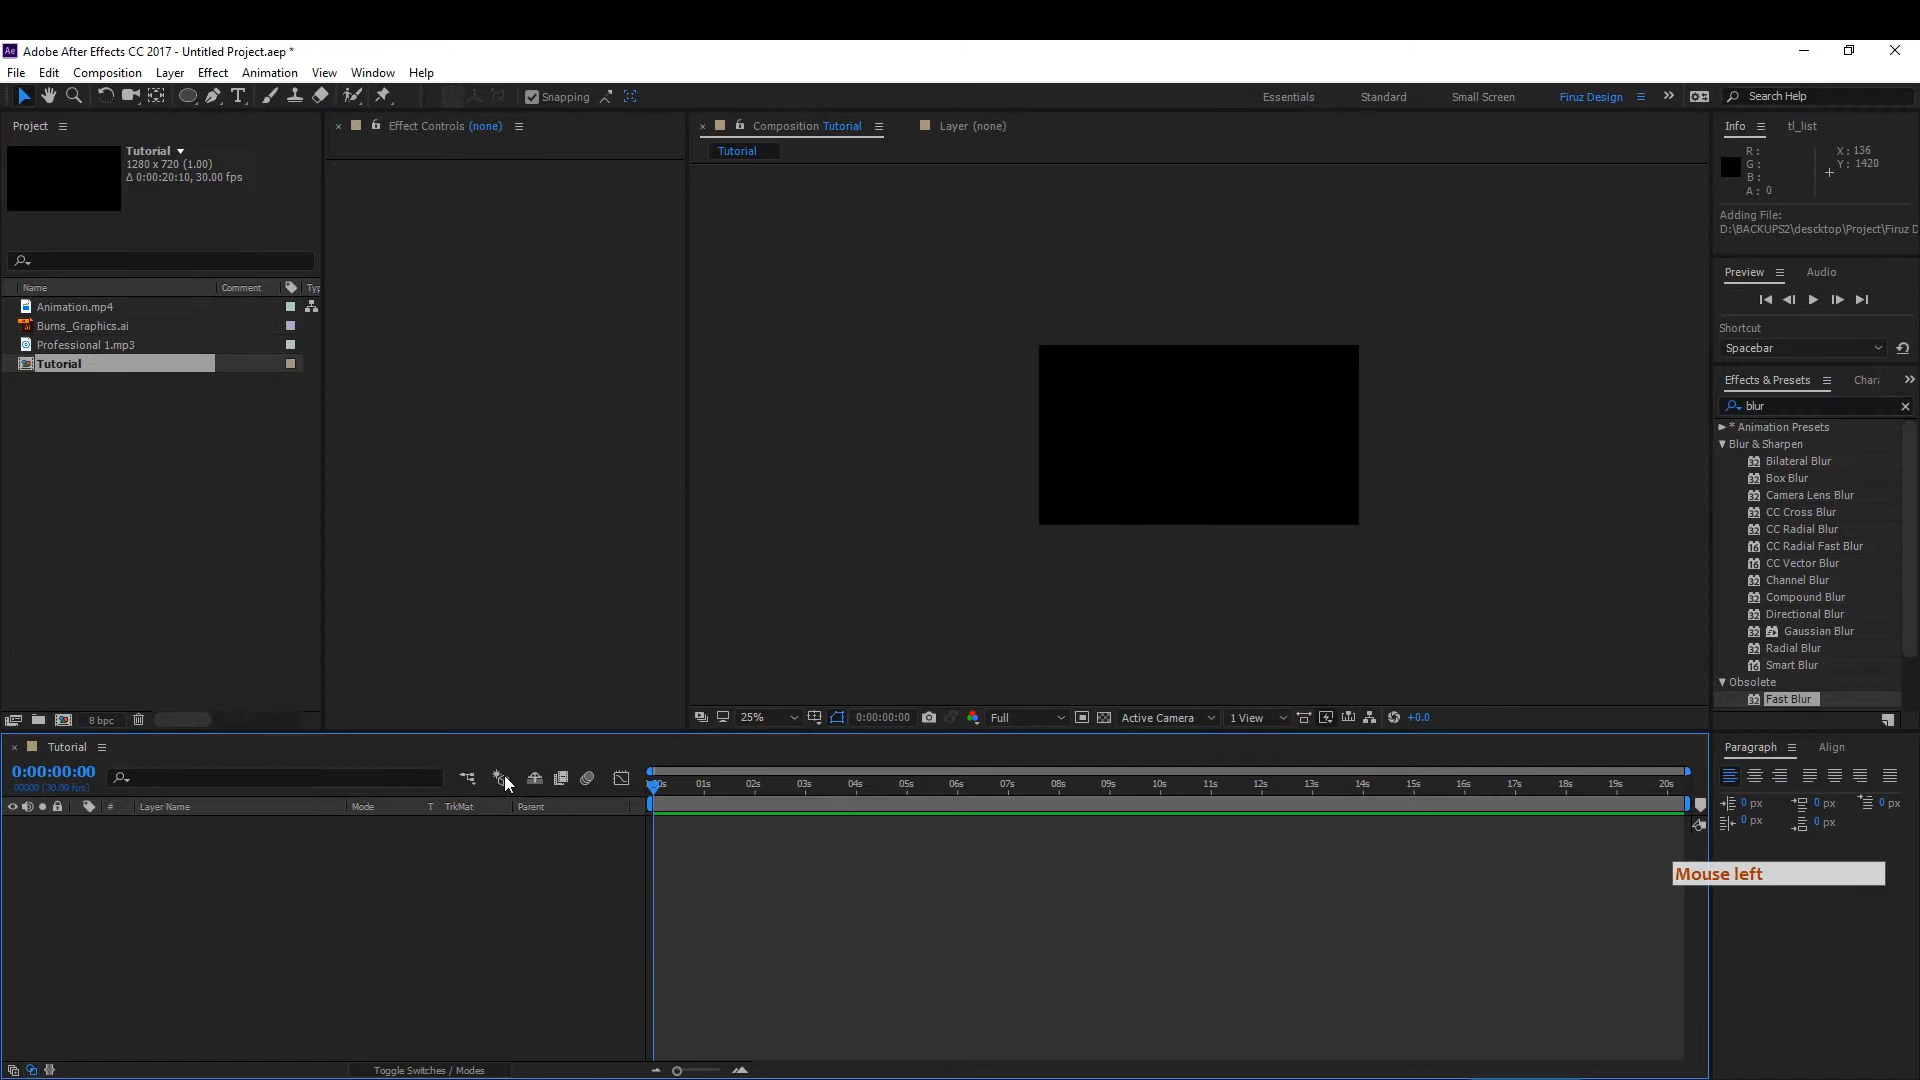 Adobe After Effects CC 2017 - Untitled Project.aep *
File Edit Composition Layer Effect Animation View Window Help
Snapping
Essentials Standard Small Screen Firuz Design Search Help
Project
Tutorial
1280 x 720 (1.00)
Δ 0:00:20:10, 30.00 fps
Name Comment Typ
Animation.mp4
Burns_Graphics.ai
Professional 1.mp3
Tutorial
8 bpc
Effect Controls (none)
Composition Tutorial
Layer (none)
Tutorial
25% 0:00:00:00 Full Active Camera 1 View +0.0
Info tl_list
R :
G :
B :
A : 0
X : 136
Y : 1420
Adding File:
D:\BACKUPS2\descktop\Project\Firuz D
Preview Audio
Shortcut
Spacebar
Effects & Presets
blur
* Animation Presets
Blur & Sharpen
Bilateral Blur
Box Blur
Camera Lens Blur
CC Cross Blur
CC Radial Blur
CC Radial Fast Blur
CC Vector Blur
Channel Blur
Compound Blur
Directional Blur
Gaussian Blur
Radial Blur
Smart Blur
Obsolete
Fast Blur
Tutorial
0:00:00:00
00000 (30.00 fps)
# Layer Name Mode T TrkMat Parent
01s 02s 03s 04s 05s 06s 07s 08s 09s 10s 11s 12s 13s 14s 15s 16s 17s 18s 19s 20s
Toggle Switches / Modes
Paragraph Align
0 px 0 px 0 px
0 px 0 px
Mouse left